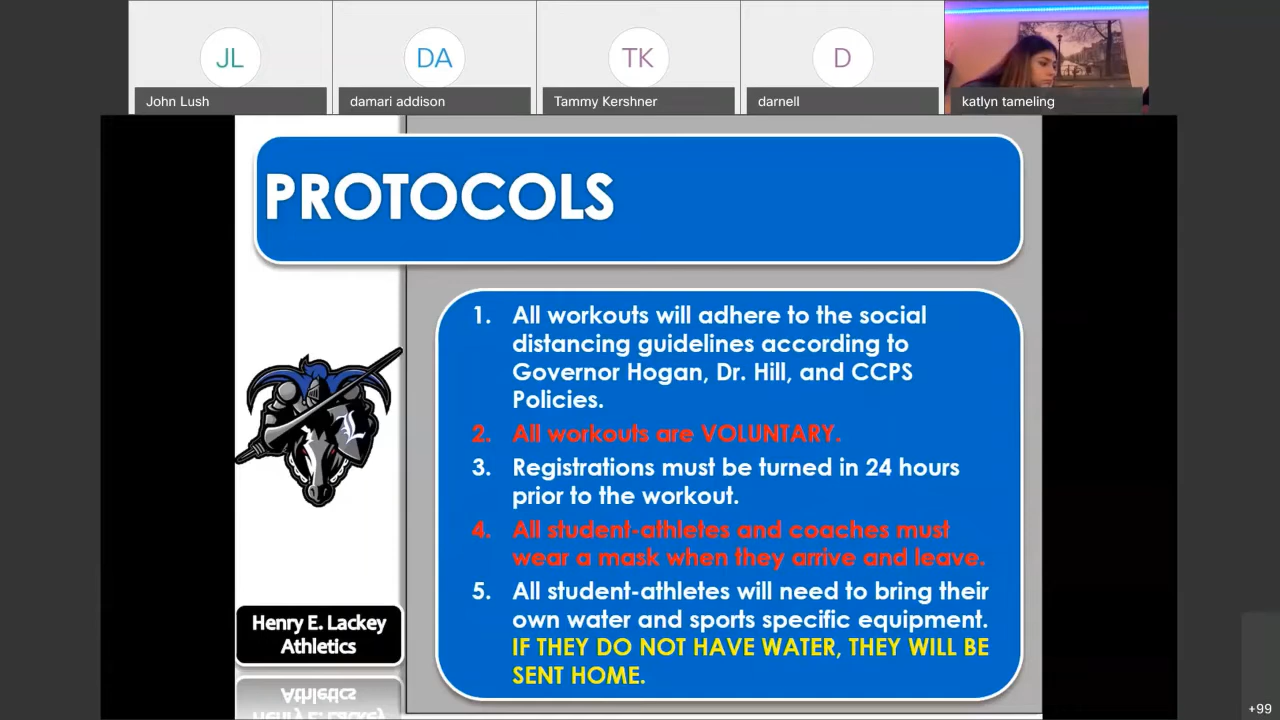 JL
DA
TK
D
John Lush
damari addison
Tammy Kershner
darnell
katlyn tameling
PROTOCOLS
1. All workouts will adhere to the social
distancing guidelines according to
Governor Hogan, Dr. Hill, and CCPS
Policies.
2. All workouts are VOLUNTARY.
3. Registrations must be turned in 24 hours
prior to the workout.
4. All student-athletes and coaches must
wear a mask when they arrive and leave.
5. All student-athletes will need to bring their
own water and sports specific equipment.
IF THEY DO NOT HAVE WATER, THEY WILL BE
SENT HOME.
L
Henry E. Lackey
Athletics
+99